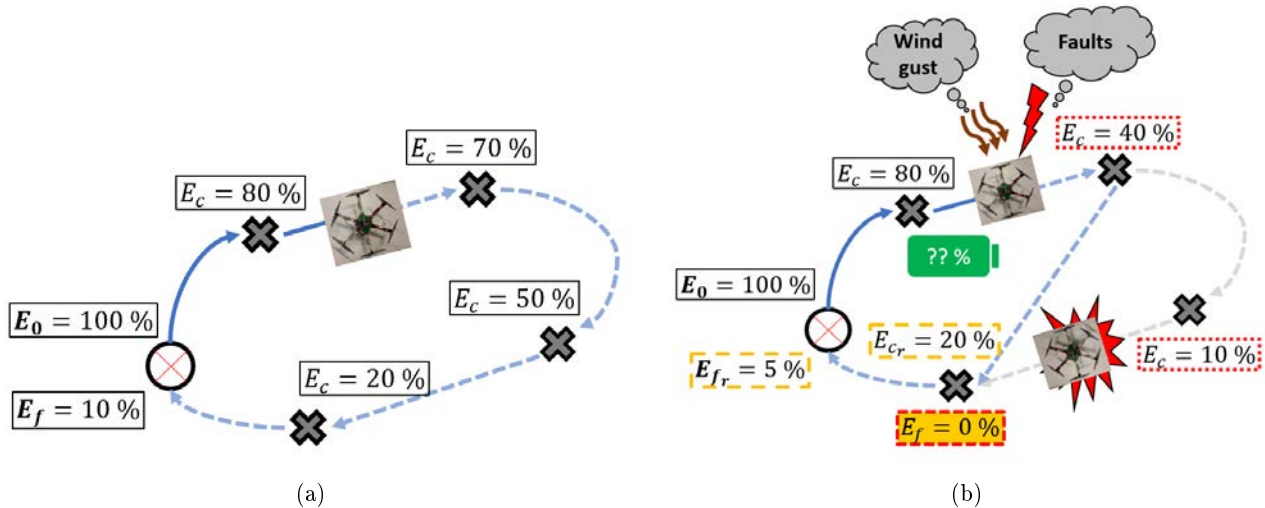 E_c = 70 %
E_c = 80 %
E_c = 50 %
E_0 = 100 %
E_c = 20 %
E_f = 10 %
(a)
Wind
gust
Faults
E_c = 40 %
E_c = 80 %
?? %
E_0 = 100 %
E_{c_r} = 20 %
E_c = 10 %
E_{f_r} = 5 %
E_f = 0 %
(b)